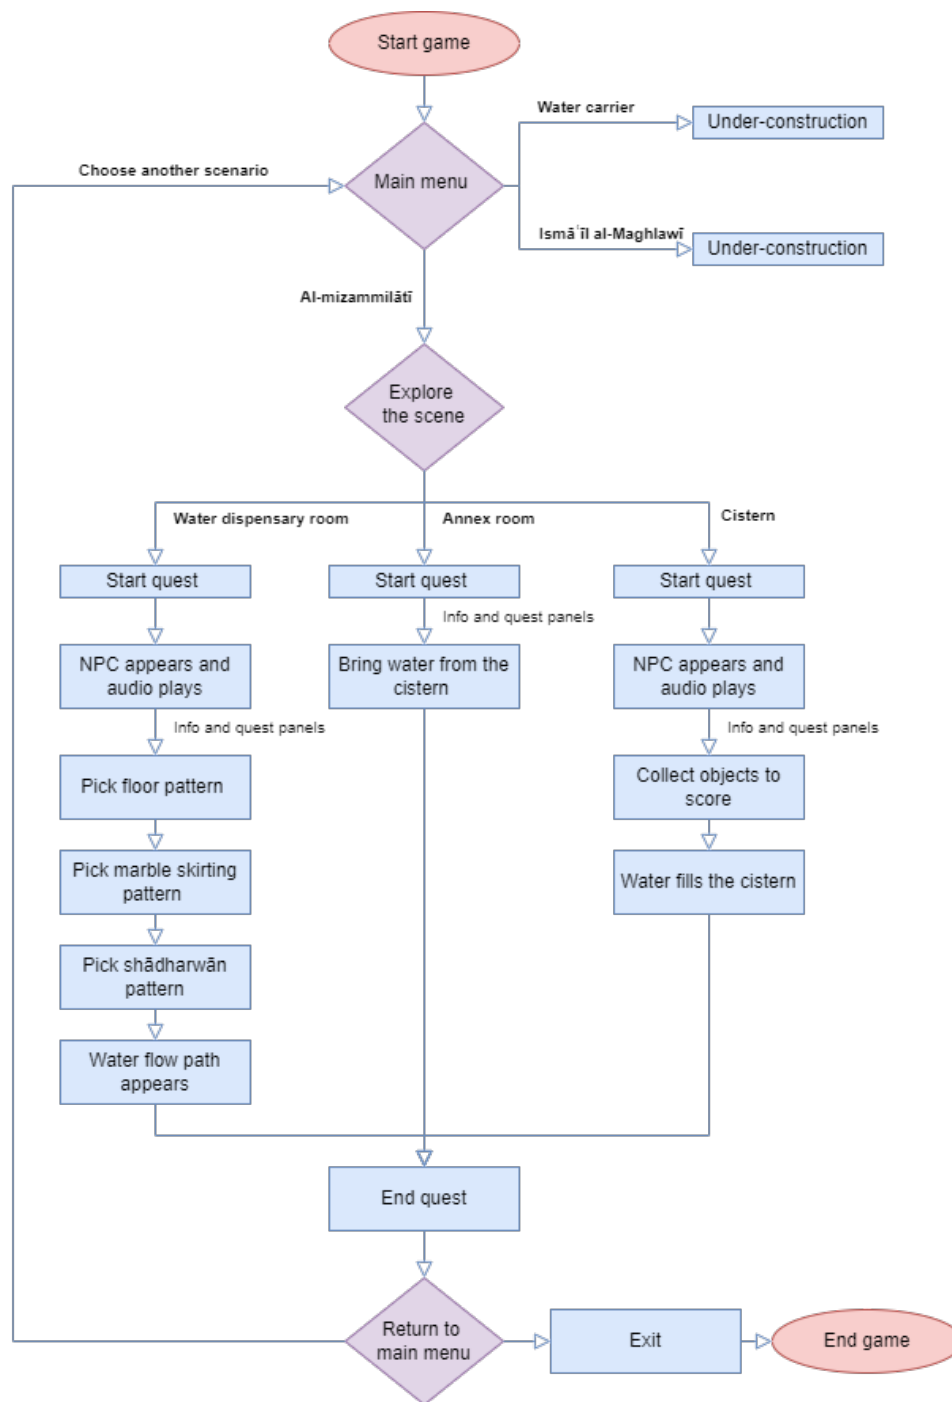 Start game
Water carrier
Under-construction
Choose another scenario
Main menu
Ismāʿīl al-Maghlawī
Under-construction
Al-mizammilātī
Explore
the scene
Water dispensary room
Annex room
Cistern
Start quest
Start quest
Start quest
Info and quest panels
NPC appears and
audio plays
Bring water from the
cistern
NPC appears and
audio plays
Info and quest panels
Info and quest panels
Pick floor pattern
Collect objects to
score
Pick marble skirting
pattern
Water fills the cistern
Pick shādharwān
pattern
Water flow path
appears
End quest
Return to
main menu
Exit
End game